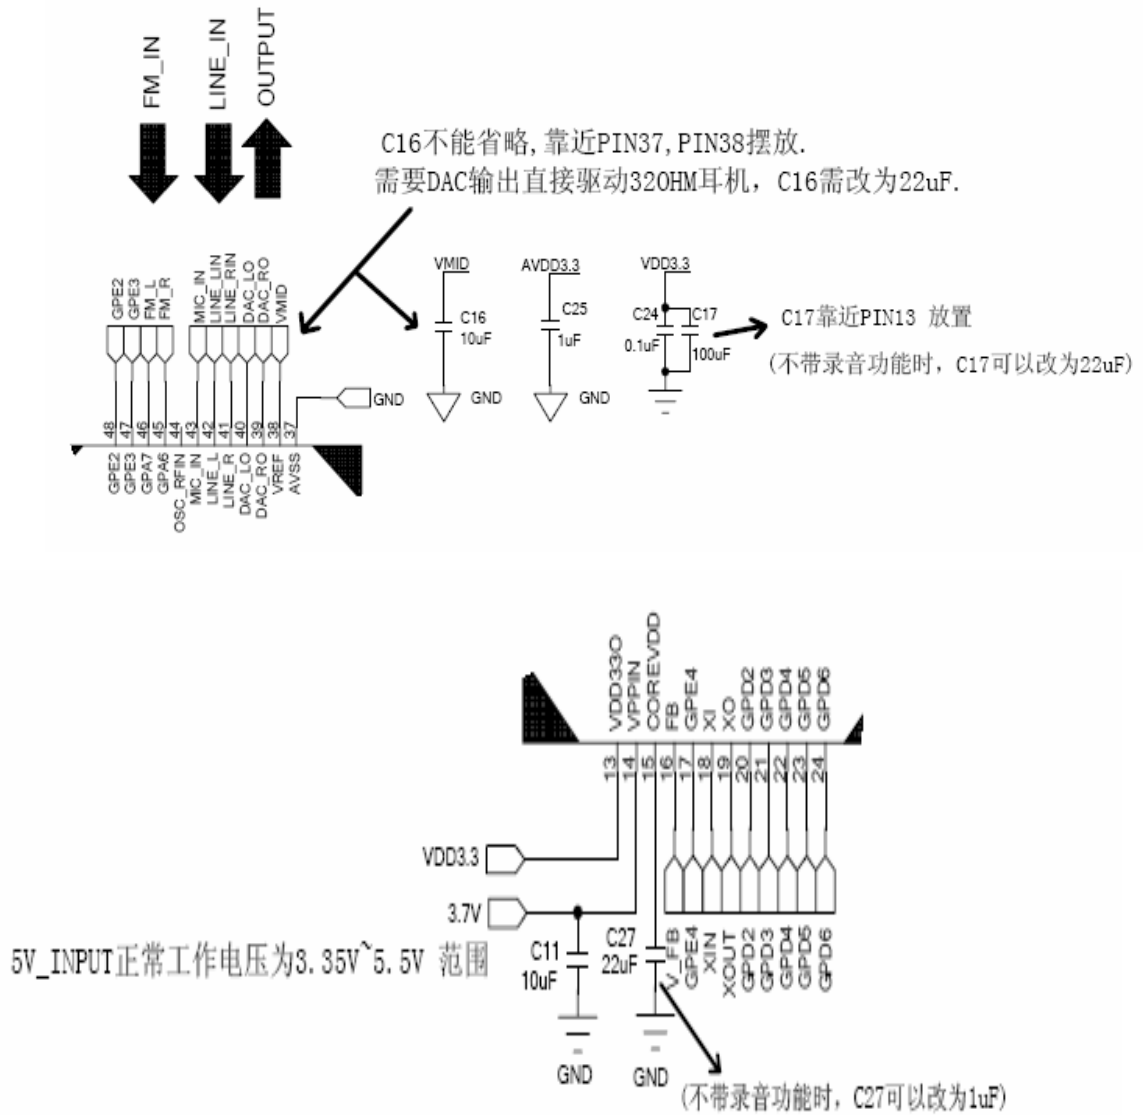 FM_IN
LINE_IN
OUTPUT
C16不能省略,靠近PIN37,PIN38摆放.
需要DAC输出直接驱动32OHM耳机，C16需改为22uF.
GPE2
GPE3
FM_L
FM_R
MIC_IN
LINE_LIN
LINE_RIN
DAC_LO
DAC_RO
VMID
VMID
C16
10uF
GND
AVDD3.3
C25
1uF
GND
VDD3.3
C24
0.1uF
C17
100uF
C17靠近PIN13 放置
(不带录音功能时，C17可以改为22uF)
GND
48
47
46
45
44
43
42
41
40
39
38
37
GPE2
GPE3
GPA7
GPA6
OSC_RFIN
MIC_IN
LINE_L
LINE_R
DAC_LO
DAC_RO
VREF
AVSS
VDD33O
VPPIN
COREVDD
FB
GPE4
XI
XO
GPD2
GPD3
GPD4
GPD5
GPD6
13
14
15
16
17
18
19
20
21
22
23
24
VDD3.3
3.7V
5V_INPUT正常工作电压为3.35V~5.5V 范围
C11
10uF
GND
C27
22uF
GND
V_FB
GPE4
XIN
XOUT
GPD2
GPD3
GPD4
GPD5
GPD6
(不带录音功能时，C27可以改为1uF)